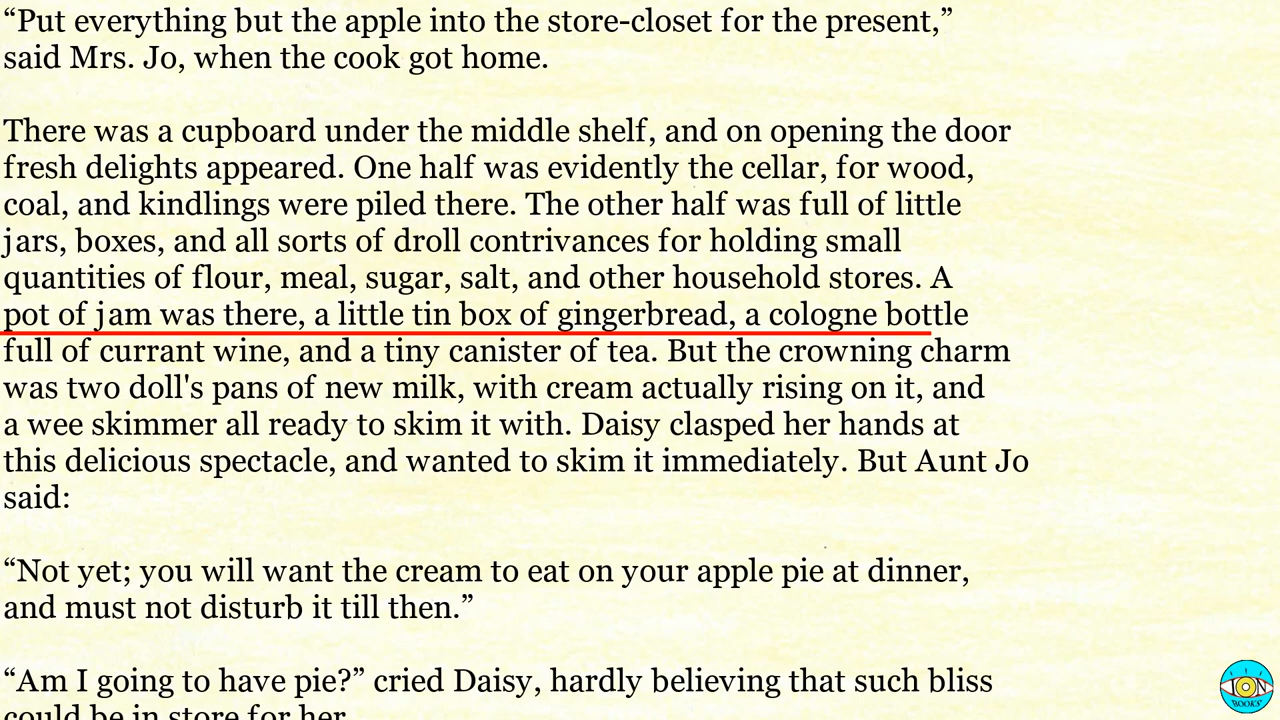 “Put everything but the apple into the store-closet for the present,”
said Mrs. Jo, when the cook got home.
There was a cupboard under the middle shelf, and on opening the door
fresh delights appeared. One half was evidently the cellar, for wood,
coal, and kindlings were piled there. The other half was full of little
jars, boxes, and all sorts of droll contrivances for holding small
quantities of flour, meal, sugar, salt, and other household stores. A
pot of jam was there, a little tin box of gingerbread, a cologne bottle
full of currant wine, and a tiny canister of tea. But the crowning charm
was two doll's pans of new milk, with cream actually rising on it, and
a wee skimmer all ready to skim it with. Daisy clasped her hands at
this delicious spectacle, and wanted to skim it immediately. But Aunt Jo
said:
“Not yet; you will want the cream to eat on your apple pie at dinner,
and must not disturb it till then.”
“Am I going to have pie?” cried Daisy, hardly believing that such bliss
could be in store for her.
ION
BOOKS